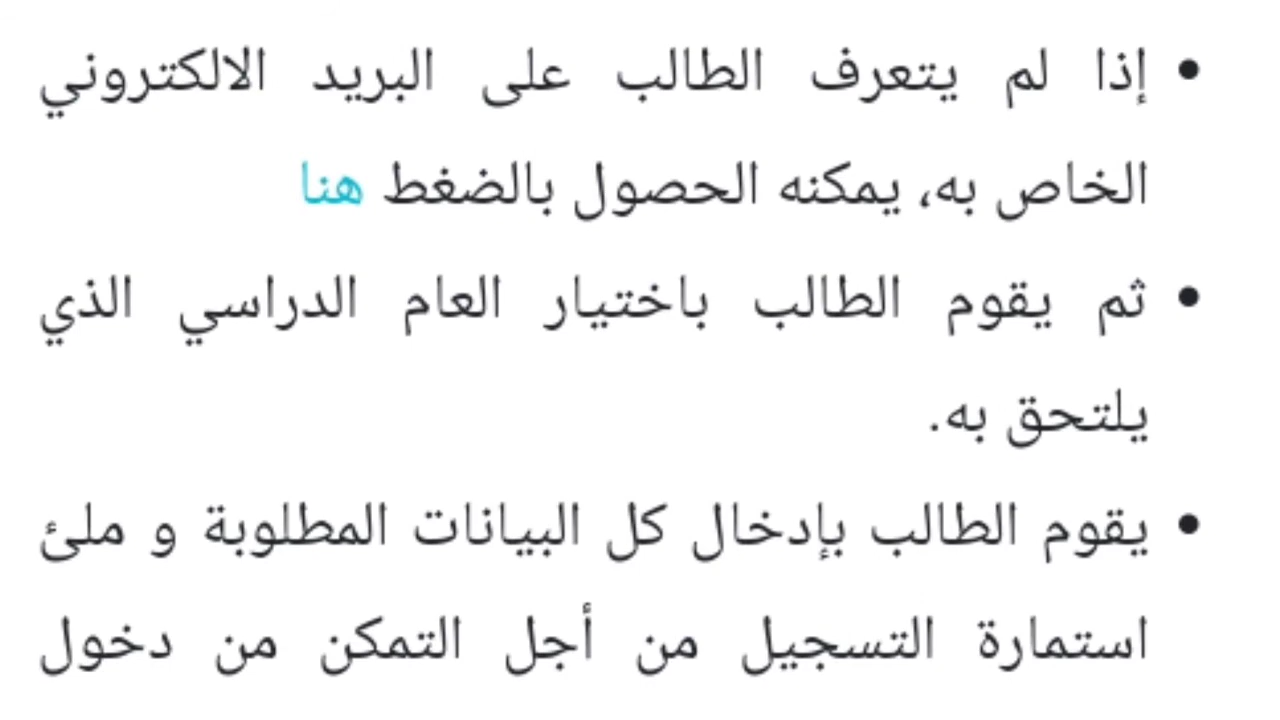 • إذا لم يتعرف الطالب على البريد الالكتروني
الخاص به، يمكنه الحصول بالضغط هنا
• ثم يقوم الطالب باختيار العام الدراسي الذي
يلتحق به.
• يقوم الطالب بإدخال كل البيانات المطلوبة و ملئ
استمارة التسجيل من أجل التمكن من دخول